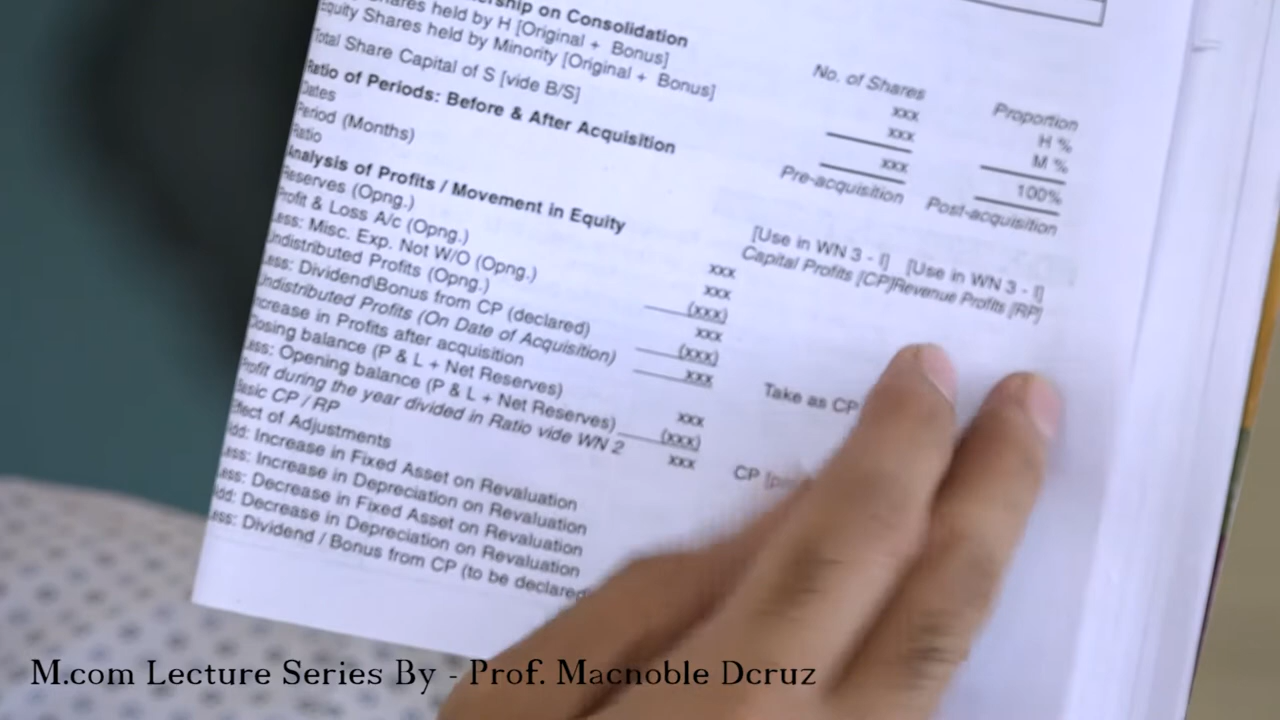 ship on Consolidation
Shares held by H [Original + Bonus]
Equity Shares held by Minority [Original + Bonus]
Total Share Capital of S [vide B/S]
No. of Shares Proportion
xxx H %
xxx M %
xxx 100%
Ratio of Periods: Before & After Acquisition
Dates
Period (Months)
Ratio
Pre-acquisition Post-acquisition
Analysis of Profits / Movement in Equity
[Use in WN 3 - I] [Use in WN 3 - I]
Capital Profits [CP] Revenue Profits [RP]
Reserves (Opng.) xxx
Profit & Loss A/c (Opng.) xxx
Less: Misc. Exp. Not W/O (Opng.) (xxx)
Undistributed Profits (Opng.) xxx
Less: Dividend\Bonus from CP (declared) (xxx)
Undistributed Profits (On Date of Acquisition) xxx Take as CP
Increase in Profits after acquisition
Closing balance (P & L + Net Reserves) xxx
Less: Opening balance (P & L + Net Reserves) (xxx)
Profit during the year divided in Ratio vide WN 2 xxx CP
Basic CP / RP
Effect of Adjustments
Add: Increase in Fixed Asset on Revaluation
Less: Increase in Depreciation on Revaluation
Less: Decrease in Fixed Asset on Revaluation
Add: Decrease in Depreciation on Revaluation
Less: Dividend / Bonus from CP (to be declared
M.com Lecture Series By - Prof. Macnoble Dcruz